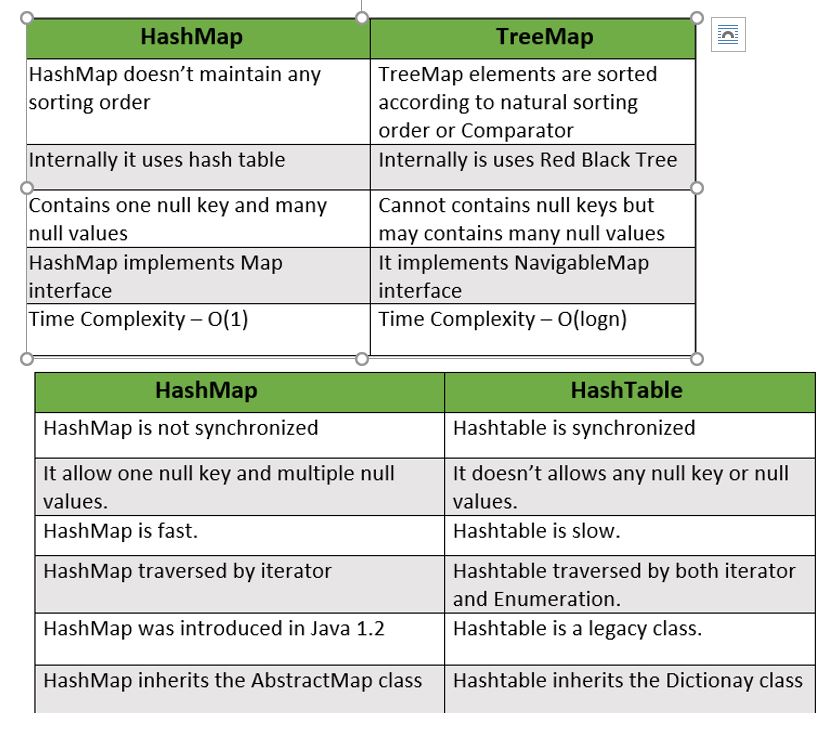 HashMap
TreeMap
HashMap doesn’t maintain any
sorting order
TreeMap elements are sorted
according to natural sorting
order or Comparator
Internally it uses hash table
Internally is uses Red Black Tree
Contains one null key and many
null values
Cannot contains null keys but
may contains many null values
HashMap implements Map
interface
It implements NavigableMap
interface
Time Complexity – O(1)
Time Complexity – O(logn)
HashMap
HashTable
HashMap is not synchronized
Hashtable is synchronized
It allow one null key and multiple null
values.
It doesn’t allows any null key or null
values.
HashMap is fast.
Hashtable is slow.
HashMap traversed by iterator
Hashtable traversed by both iterator
and Enumeration.
HashMap was introduced in Java 1.2
Hashtable is a legacy class.
HashMap inherits the AbstractMap class
Hashtable inherits the Dictionay class